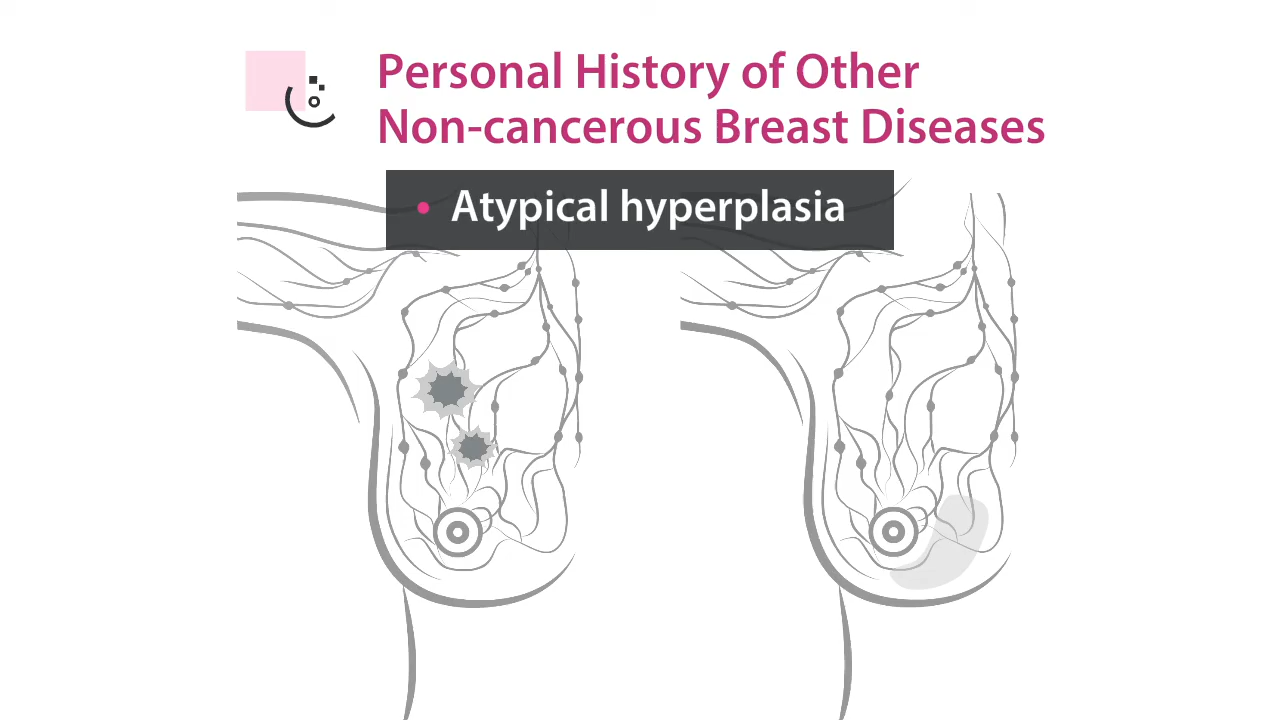 Personal History of Other
Non-cancerous Breast Diseases
• Atypical hyperplasia